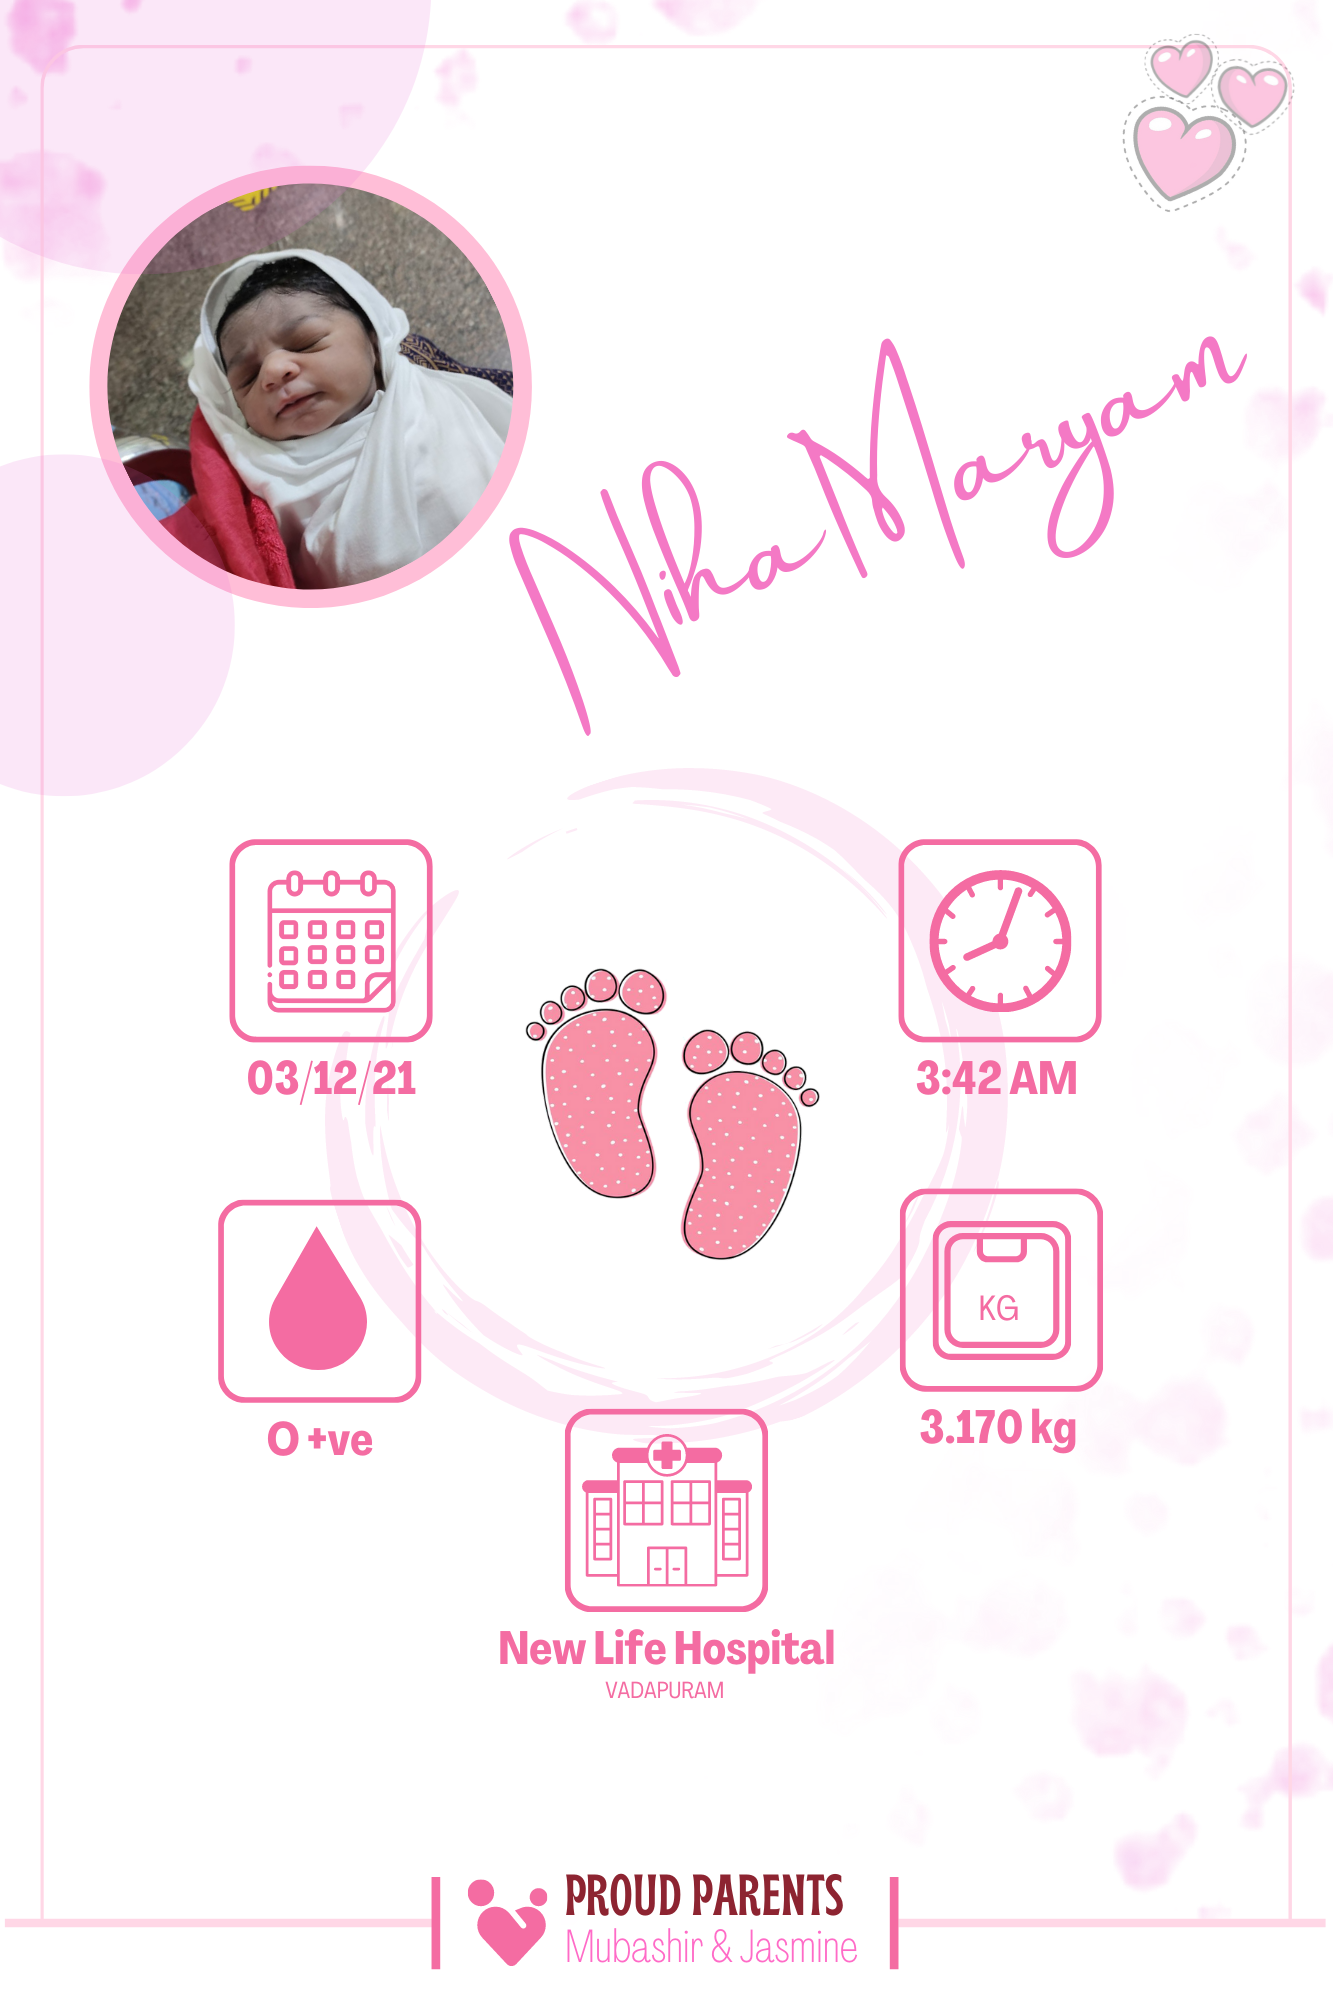 Niha Maryam
03/12/21
3:42 AM
O +ve
KG
3.170 kg
New Life Hospital
VADAPURAM
PROUD PARENTS
Mubashir & Jasmine